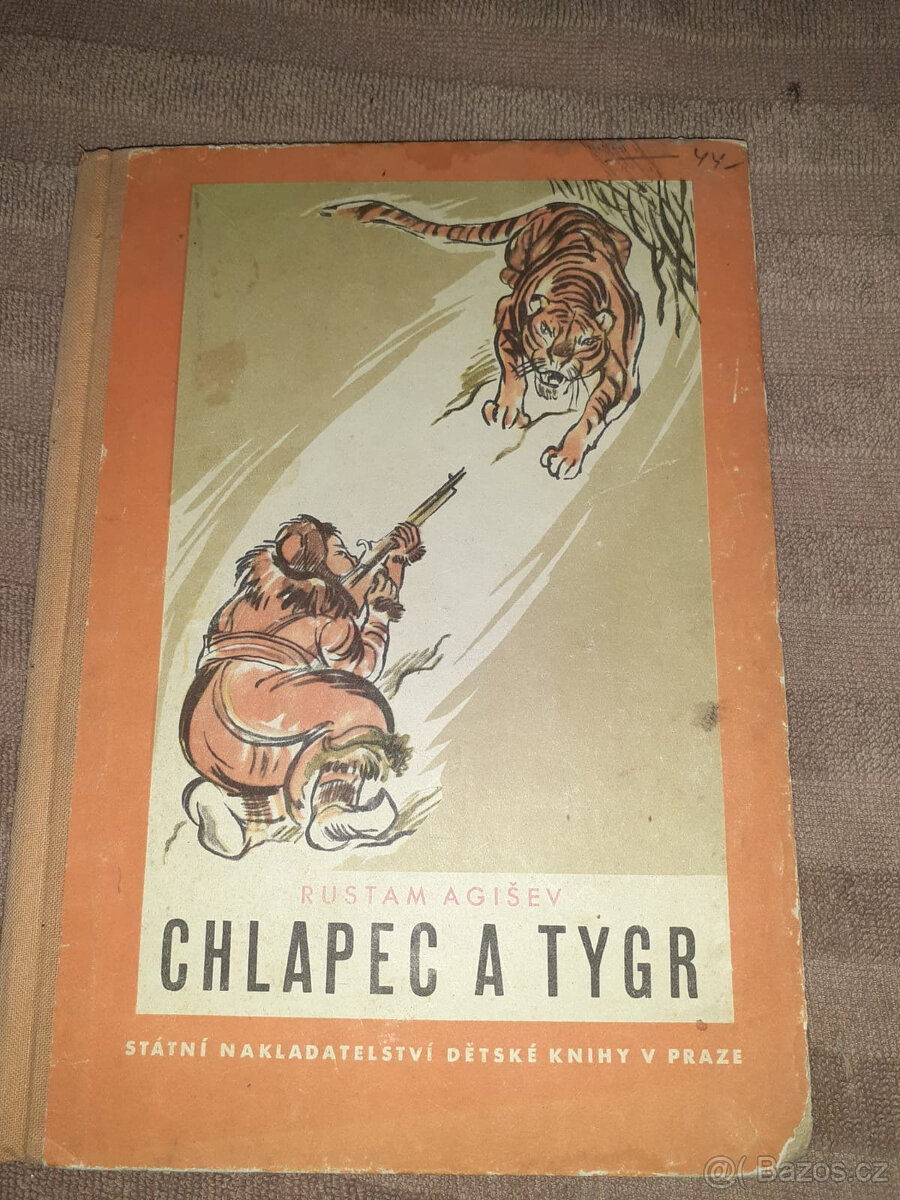 44,-
RUSTAM AGIŠEV
CHLAPEC A TYGR
STÁTNÍ NAKLADATELSTVÍ DĚTSKÉ KNIHY V PRAZE
@( Bazos.cz